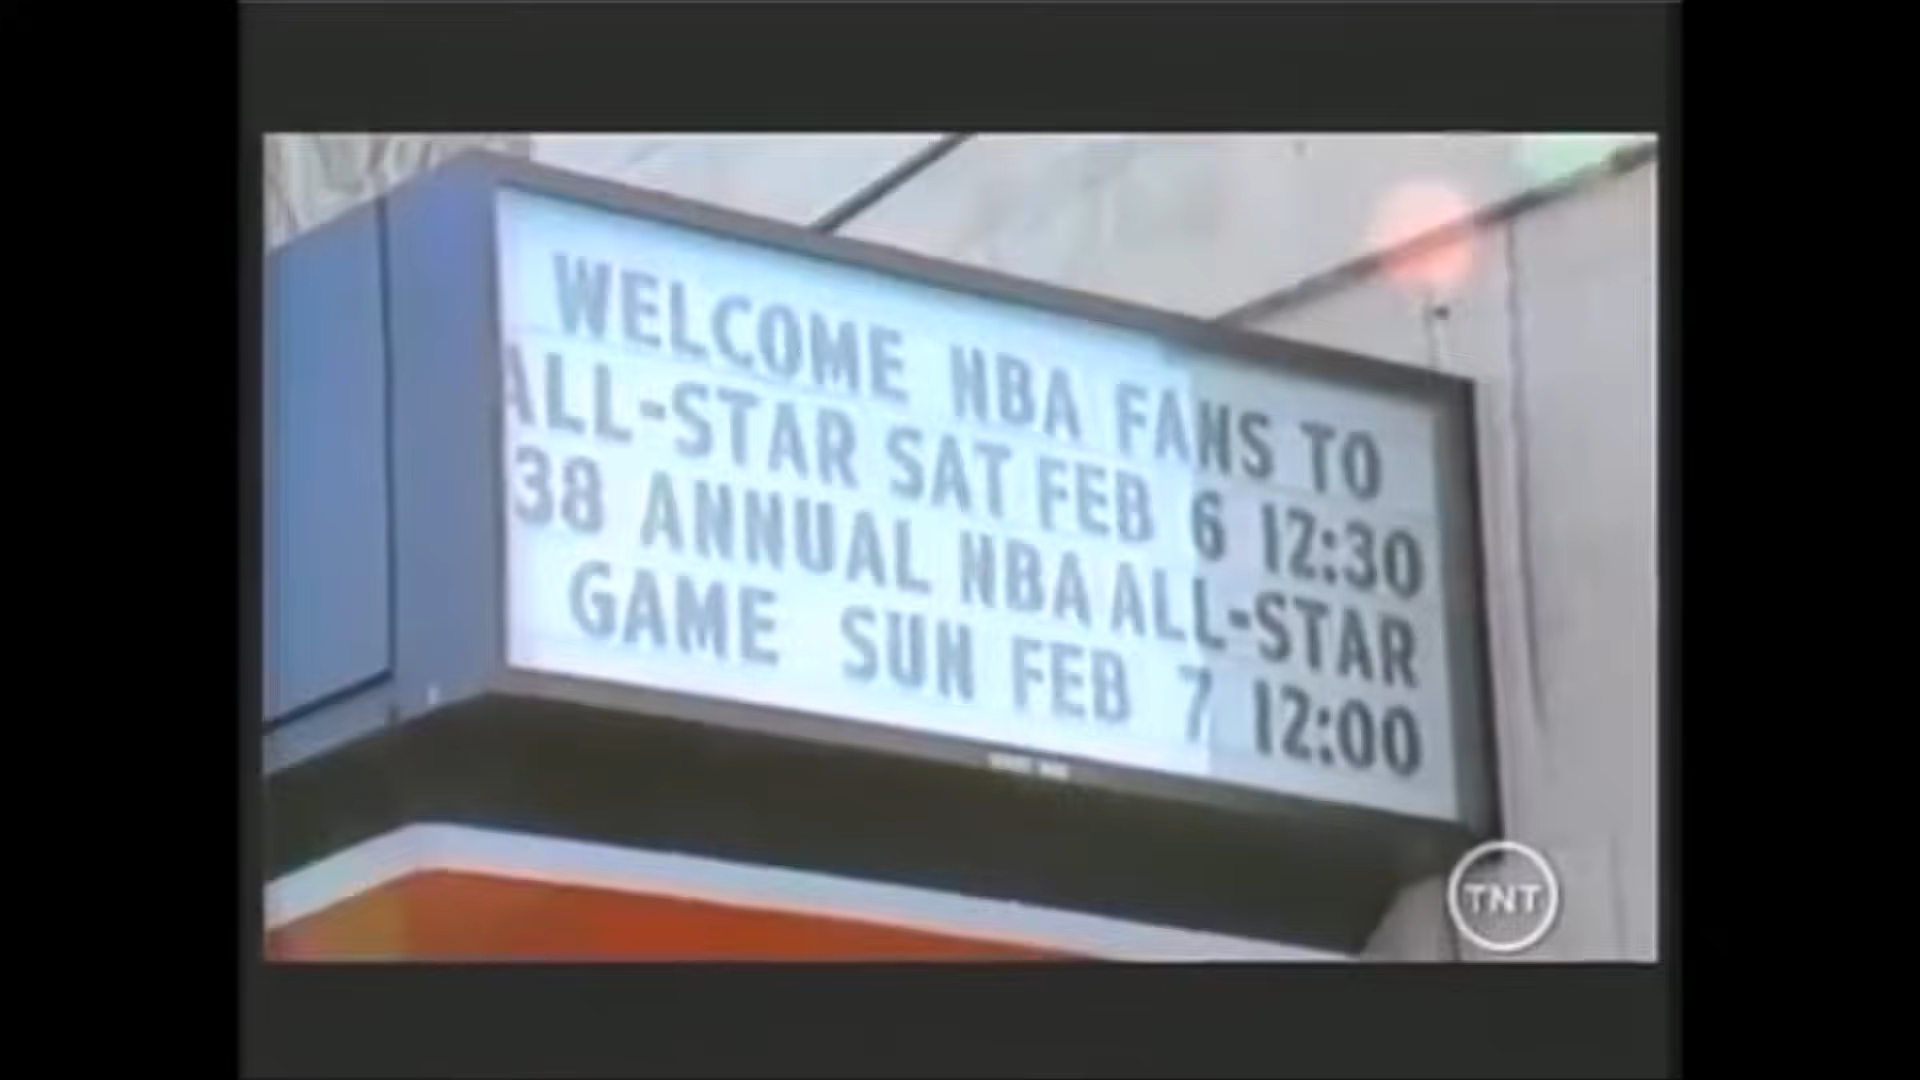 WELCOME NBA FANS TO
ALL-STAR SAT FEB 6 12:30
38 ANNUAL NBA ALL-STAR
GAME SUN FEB 7 12:00
TNT